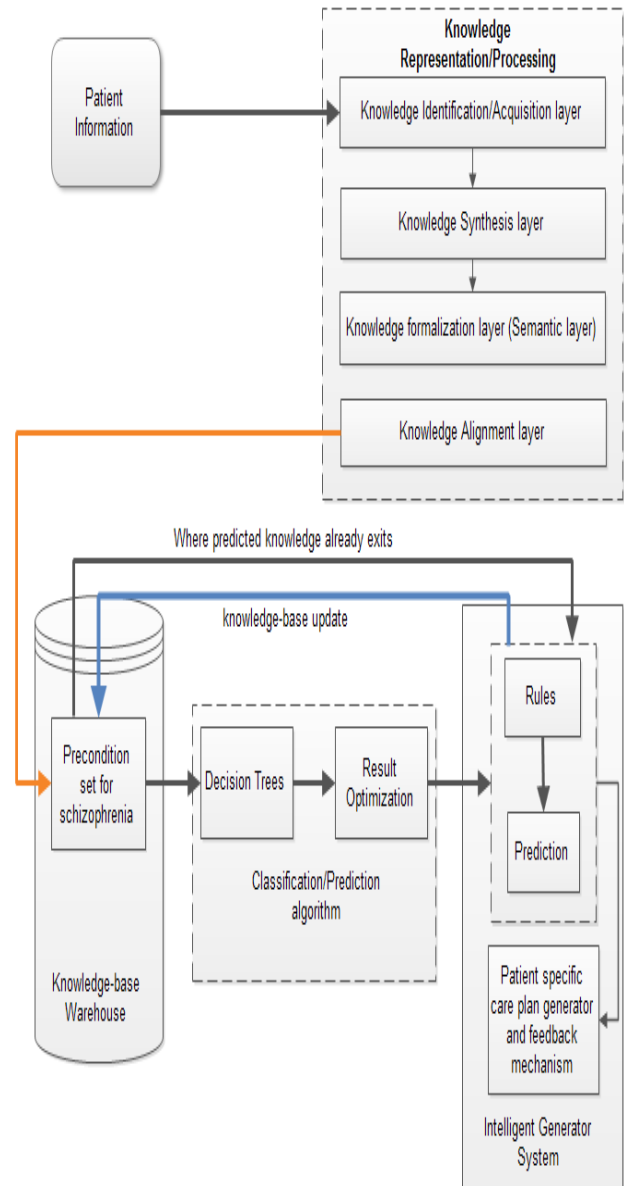 Knowledge
Representation/Processing
Patient
Information
Knowledge Identification/Acquisition layer
Knowledge Synthesis layer
Knowledge formalization layer (Semantic layer)
Knowledge Alignment layer
Where predicted knowledge already exits
knowledge-base update
Precondition
set for
schizophrenia
Knowledge-base
Warehouse
Decision Trees
Result
Optimization
Classification/Prediction
algorithm
Rules
Prediction
Patient specific
care plan generator
and feedback
mechanism
Intelligent Generator
System